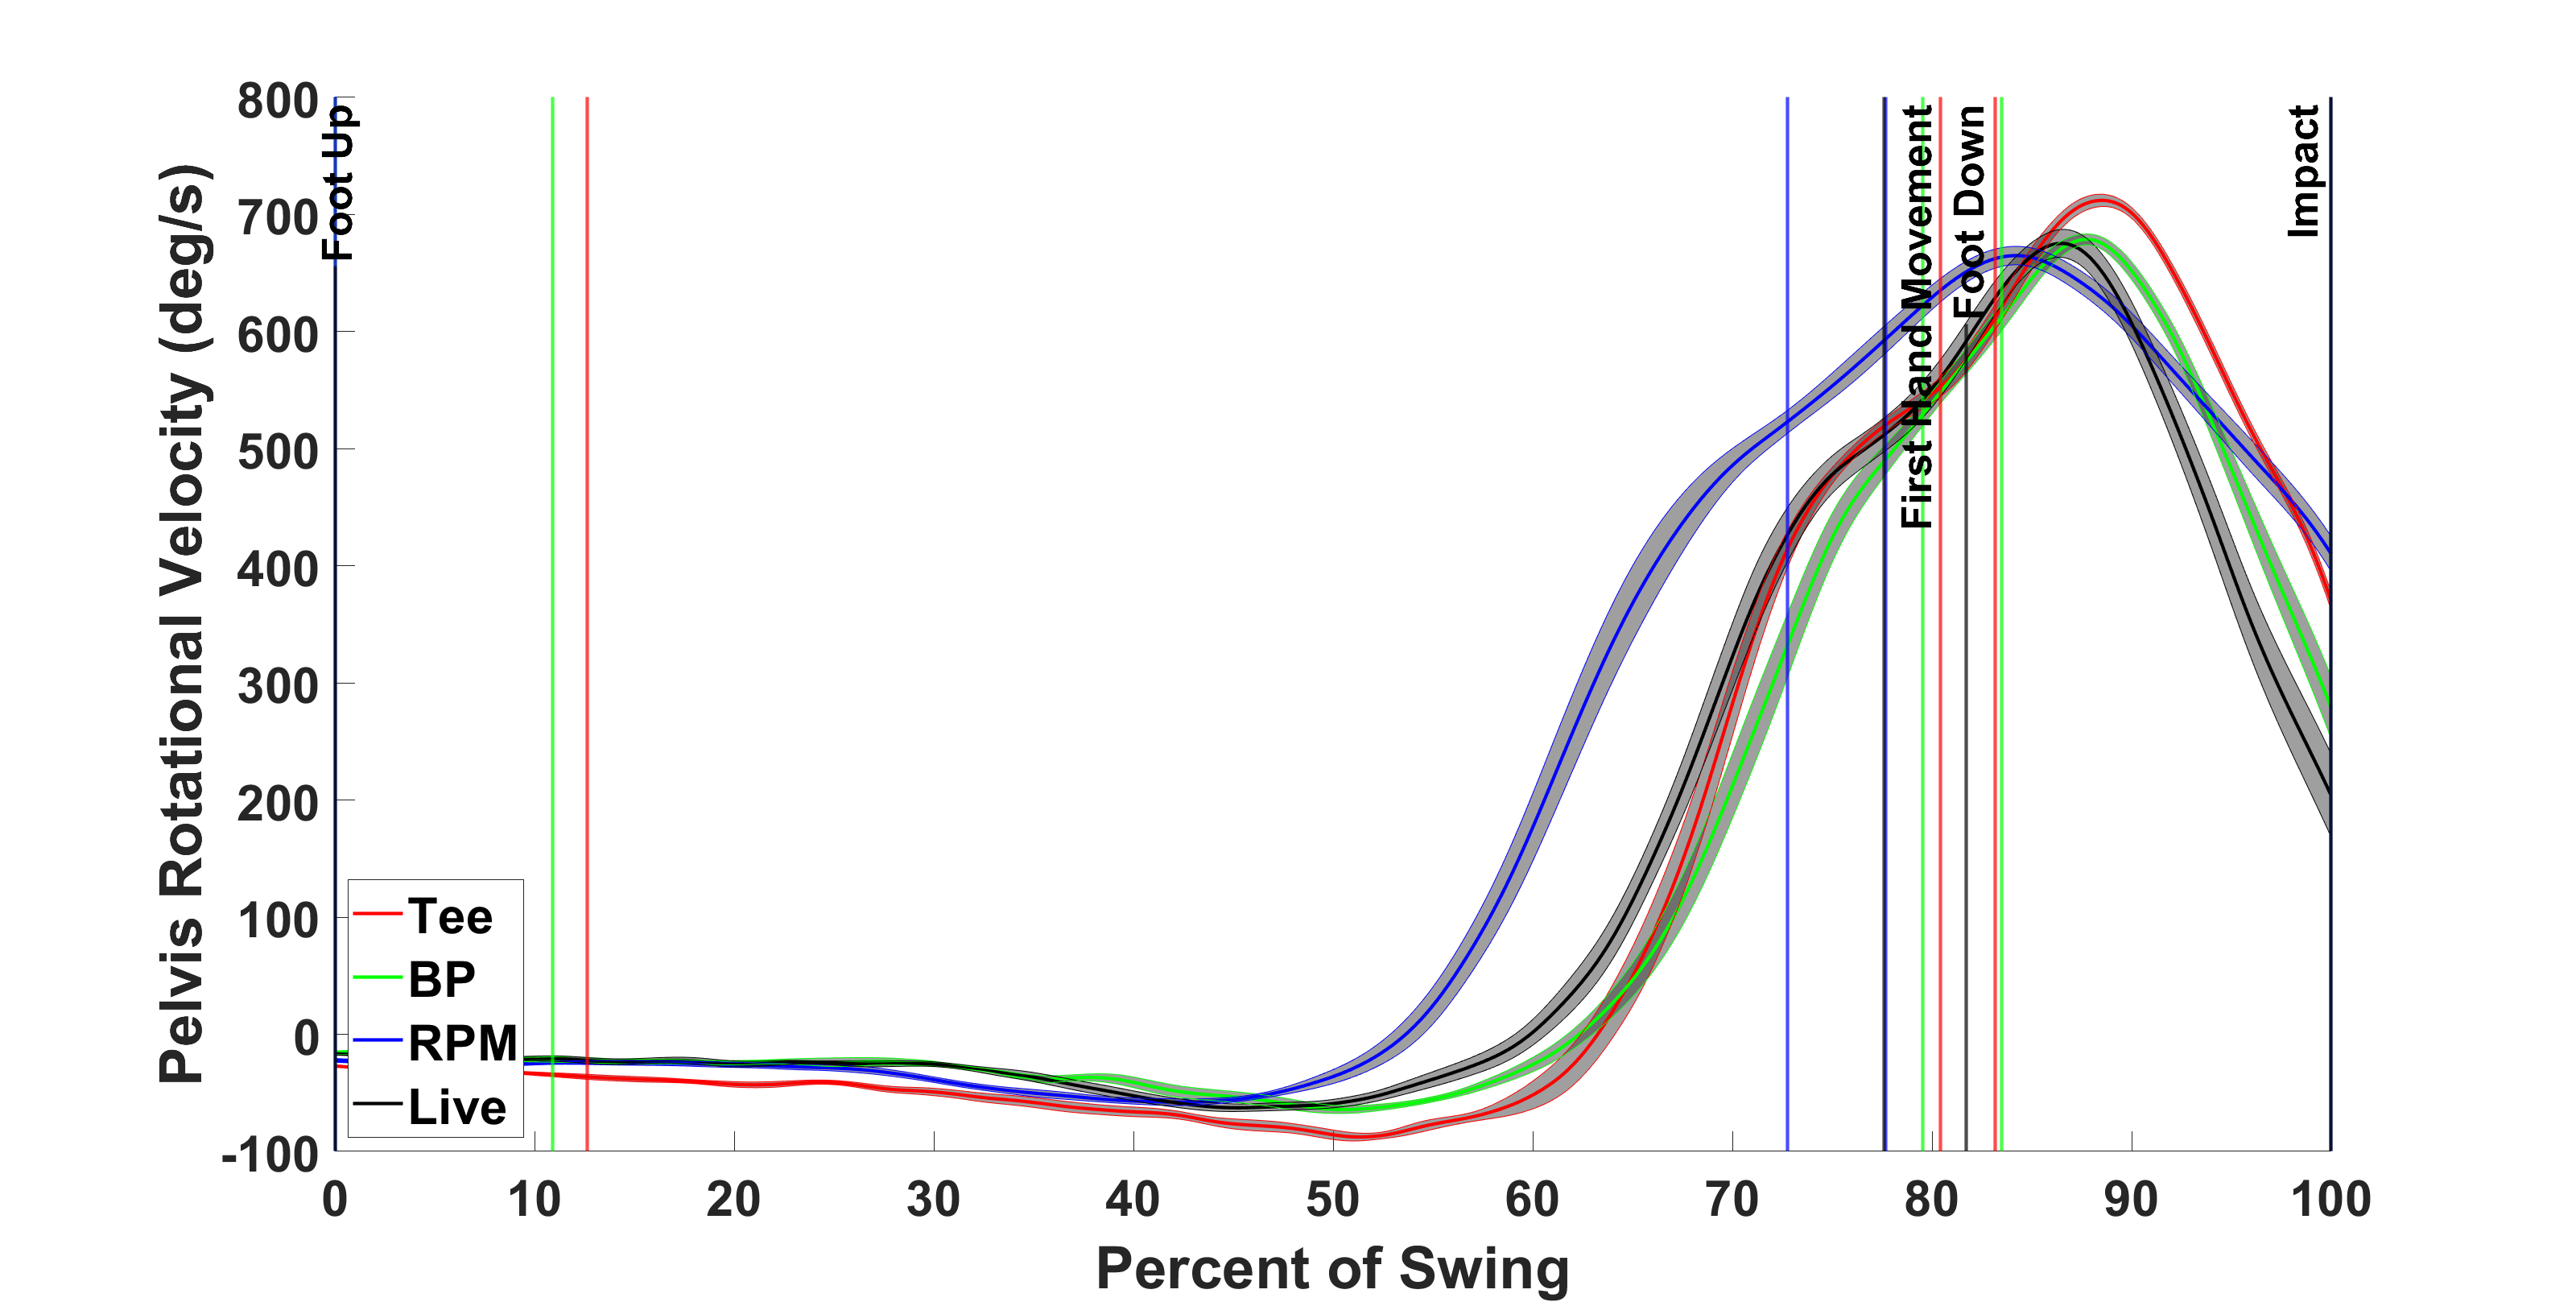 Pelvis Rotational Velocity (deg/s)
800
700
600
500
400
300
200
100
0
-100
Foot Up
First Hand Movement
Foot Down
Impact
Tee
BP
RPM
Live
0 10 20 30 40 50 60 70 80 90 100
Percent of Swing